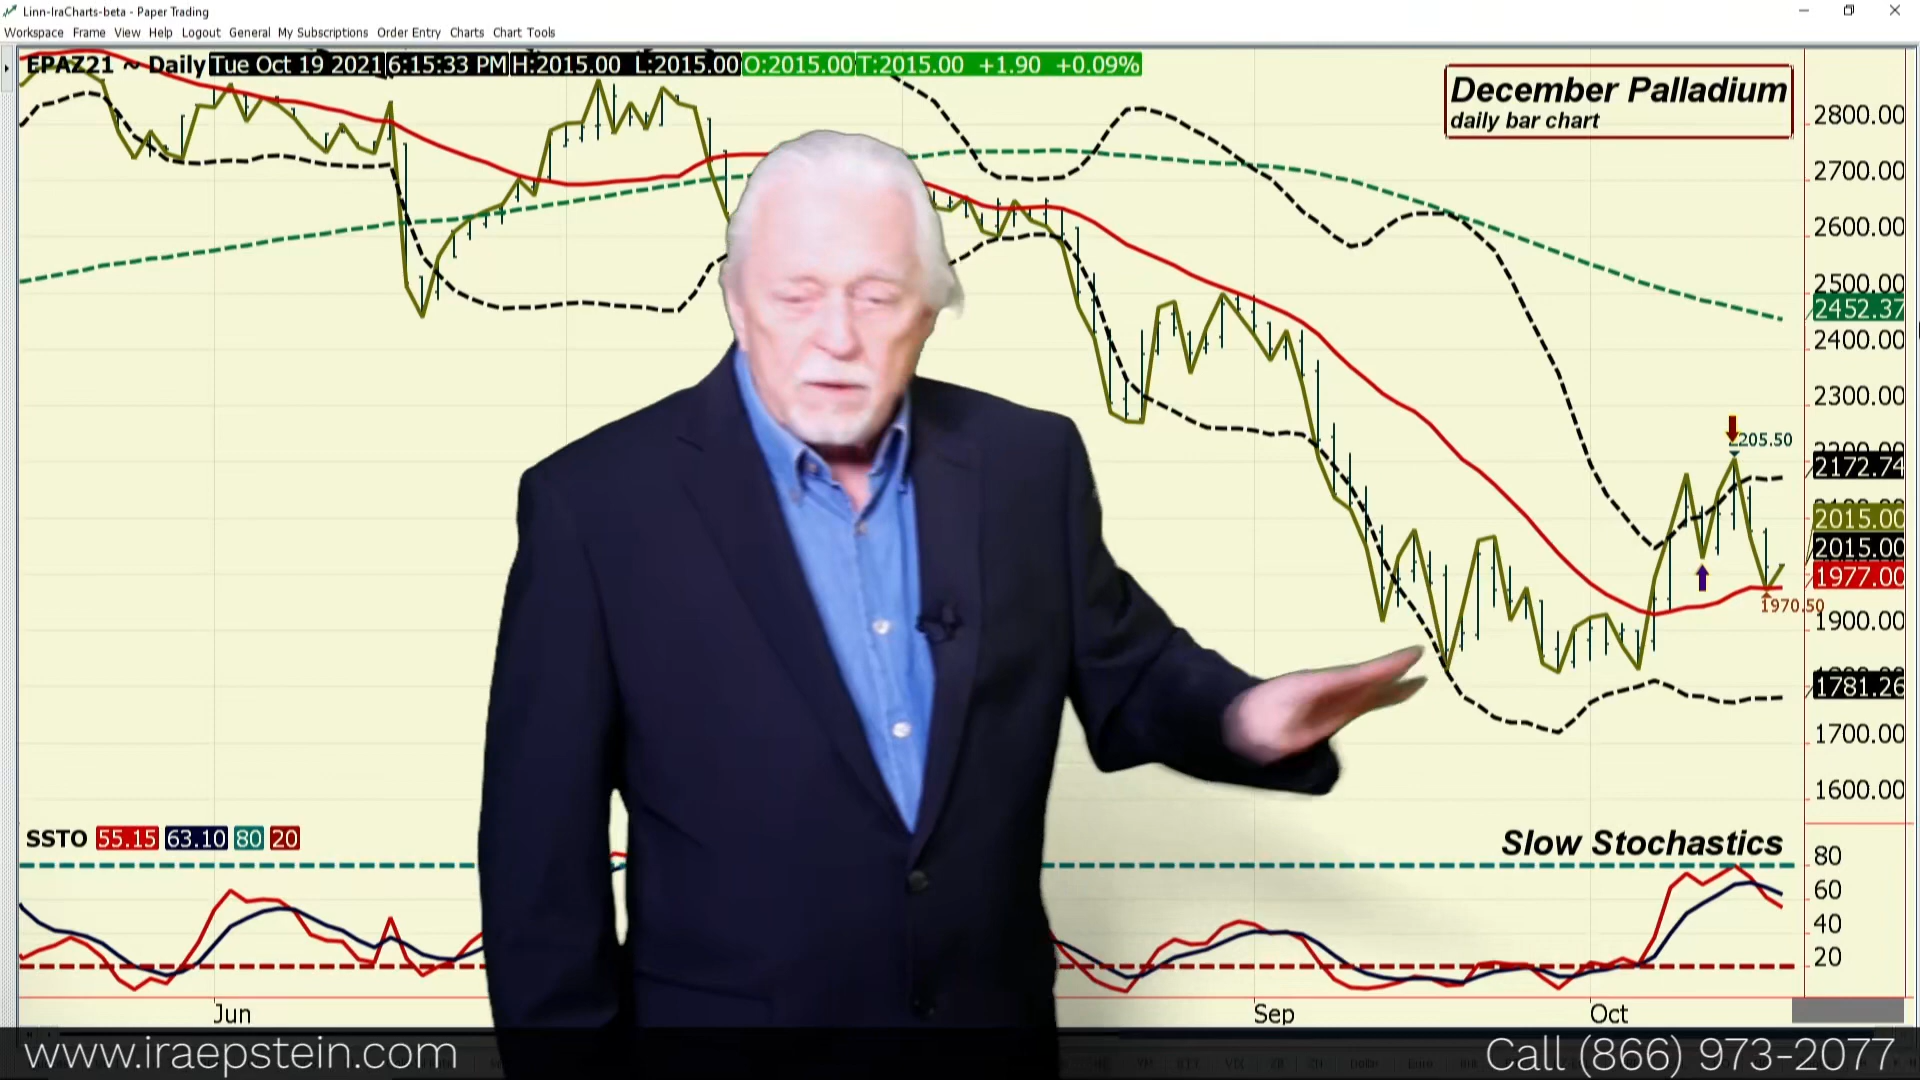 Linn-IraCharts-beta - Paper Trading
Workspace Frame View Help Logout General My Subscriptions Order Entry Charts Chart Tools
EPAZ21 ~ Daily Tue Oct 19 2021 6:15:33 PM H:2015.00 L:2015.00 O:2015.00 T:2015.00 +1.90 +0.09%
December Palladium
daily bar chart
2800.00
2700.00
2600.00
2500.00
2452.37
2400.00
2300.00
205.50
2172.74
2015.00
2015.00
1977.00
1970.50
1900.00
1781.26
1700.00
1600.00
SSTO 55.15 63.10 80 20
Slow Stochastics
80
60
40
20
Jun
Sep
Oct
www.iraepstein.com
Call (866) 973-2077